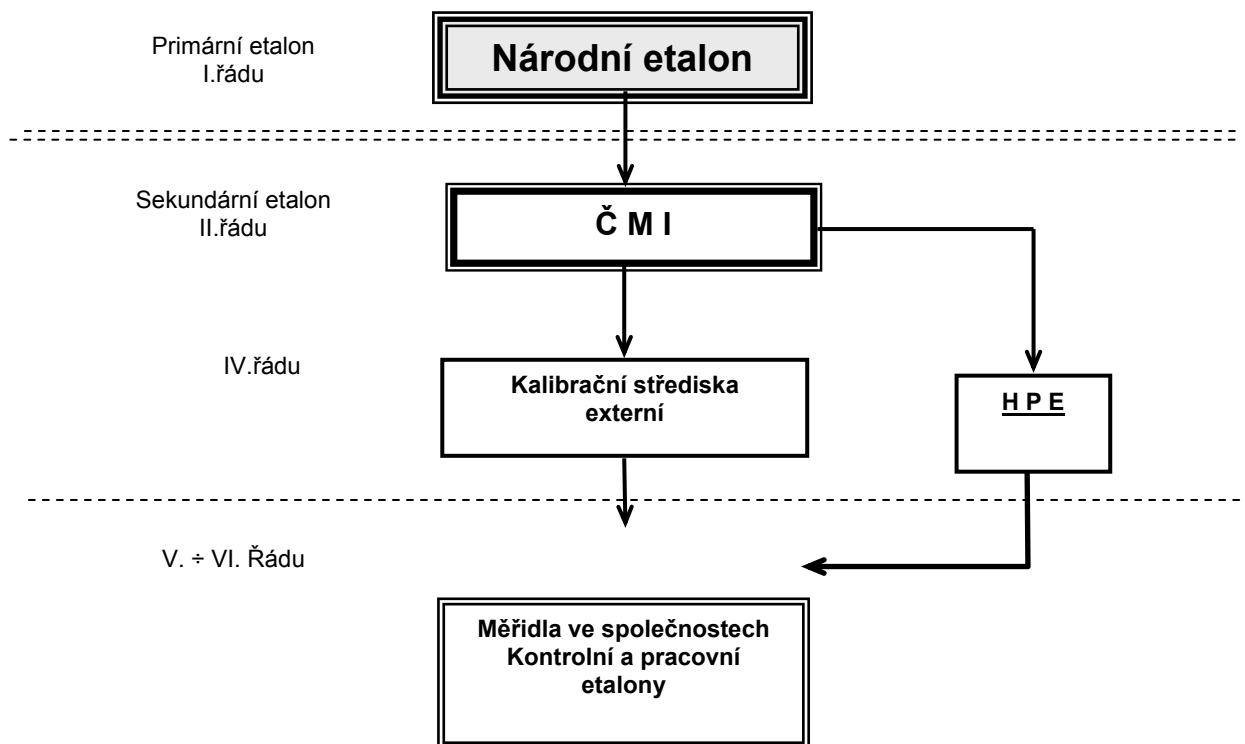 Primární etalon
I.řádu
Národní etalon
Sekundární etalon
II.řádu
Č M I
IV.řádu
Kalibrační střediska
externí
H P E
V. ÷ VI. Řádu
Měřidla ve společnostech
Kontrolní a pracovní
etalony